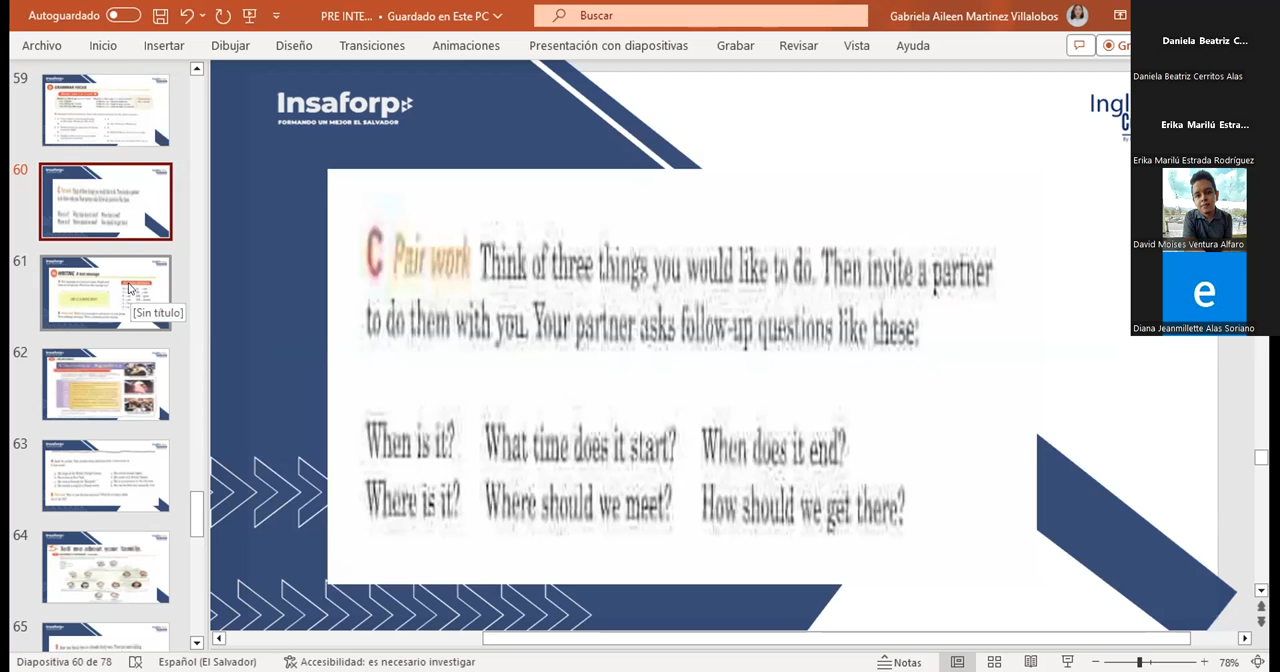 Autoguardado
PRE INTE... • Guardado en Este PC
Buscar
Gabriela Aileen Martinez Villalobos
Archivo Inicio Insertar Dibujar Diseño Transiciones Animaciones Presentación con diapositivas Grabar Revisar Vista Ayuda
Daniela Beatriz C...
Daniela Beatriz Cerritos Alas
Erika Marilú Estra...
Erika Marilú Estrada Rodríguez
David Moises Ventura Alfaro
e
Diana Jeanmillette Alas Soriano
59
60
61
[Sin título]
62
63
64
Tell me about your family.
65
Insaforp
FORMANDO UN MEJOR EL SALVADOR
C Pair work Think of three things you would like to do. Then invite a partner
to do them with you. Your partner asks follow-up questions like these:
When is it? What time does it start? When does it end?
Where is it? Where should we meet? How should we get there?
Diapositiva 60 de 78 Español (El Salvador) Accesibilidad: es necesario investigar Notas 78%